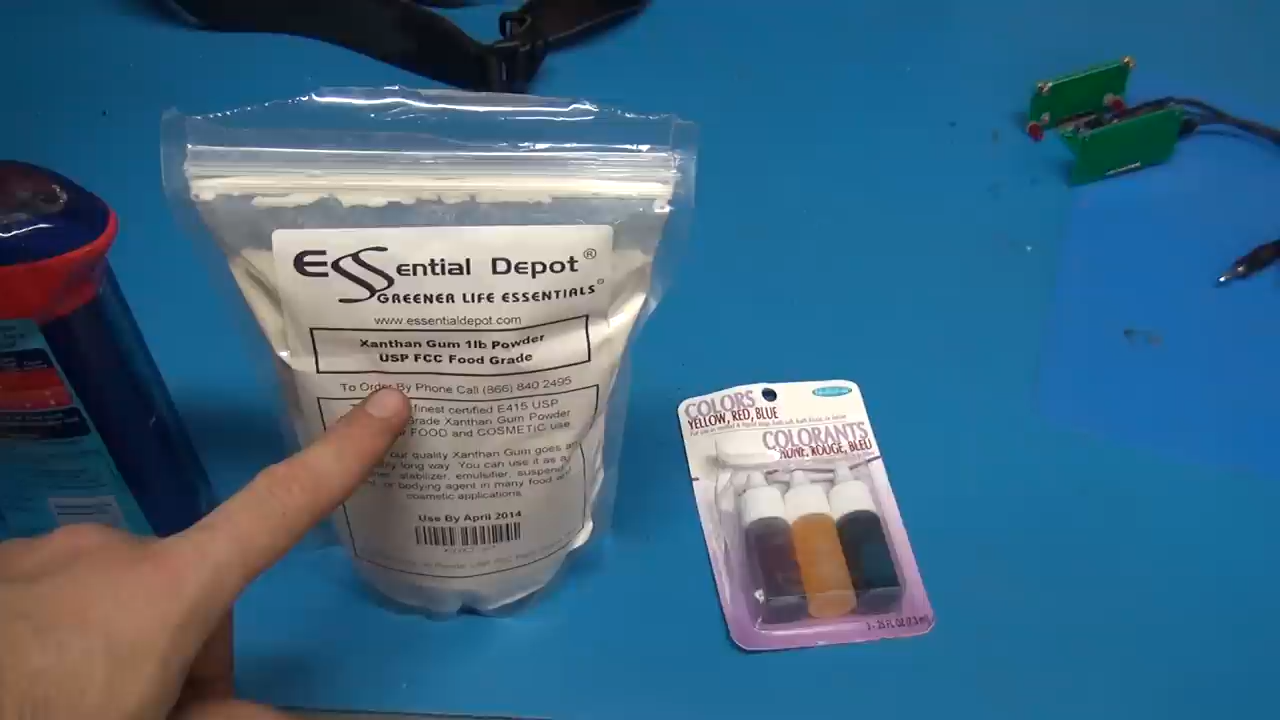 Essential Depot®
Greener Life Essentials
www.essentialdepot.com
Xanthan Gum 1lb Powder
USP FCC Food Grade
To Order By Phone Call (866) 840 2495
finest certified E415 USP
Grade Xanthan Gum Powder
FOOD and COSMETIC use
our quality Xanthan Gum goes a
long way. You can use it as a
stabilizer, emulsifier,
or bodying agent in many food and
cosmetic applications
Use By April 2014
COLORS
YELLOW, RED, BLUE
COLORANTS
ROUGE, BLEU